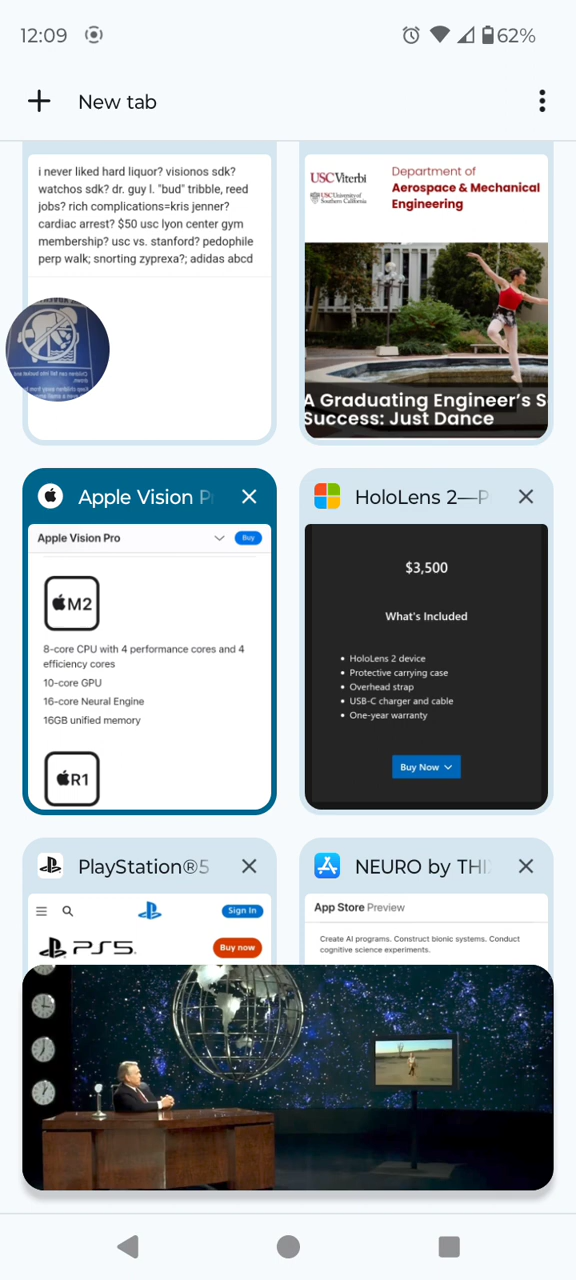 12:09
62%
New tab
i never liked hard liquor? visionos sdk?
watchos sdk? dr. guy l. "bud" tribble, reed
jobs? rich complications=kris jenner?
cardiac arrest? $50 usc lyon center gym
membership? usc vs. stanford? pedophile
perp walk; snorting zyprexa?; adidas abcd
USC Viterbi
USC University of
Southern California
Department of
Aerospace & Mechanical
Engineering
A Graduating Engineer's S
Success: Just Dance
Apple Vision P
Apple Vision Pro
Buy
M2
8-core CPU with 4 performance cores and 4
efficiency cores
10-core GPU
16-core Neural Engine
16GB unified memory
R1
HoloLens 2—P
$3,500
What's Included
• HoloLens 2 device
• Protective carrying case
• Overhead strap
• USB-C charger and cable
• One-year warranty
Buy Now
PlayStation®5
Sign In
PS5
Buy now
NEURO by THI
App Store Preview
Create AI programs. Construct bionic systems. Conduct
cognitive science experiments.